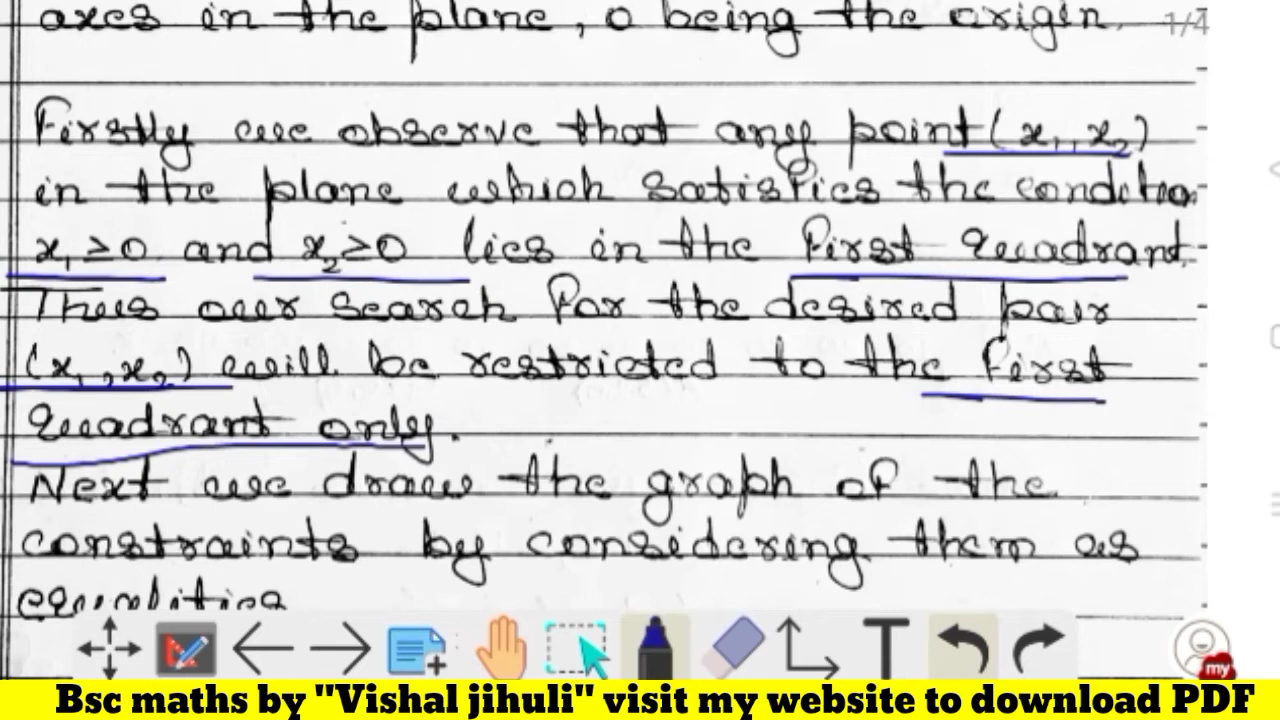 axes in the plane, o being the origin.
1/4
Firstly we observe that any point (x₁, x₂)
in the plane which satisfies the condition
x₁≥0 and x₂≥0 lies in the first quadrant.
Thus our search for the desired pair
(x₁, x₂) will be restricted to the first
quadrant only.
Next we draw the graph of the
constraints by considering them as
T
my
Bsc maths by "Vishal jihuli" visit my website to download PDF